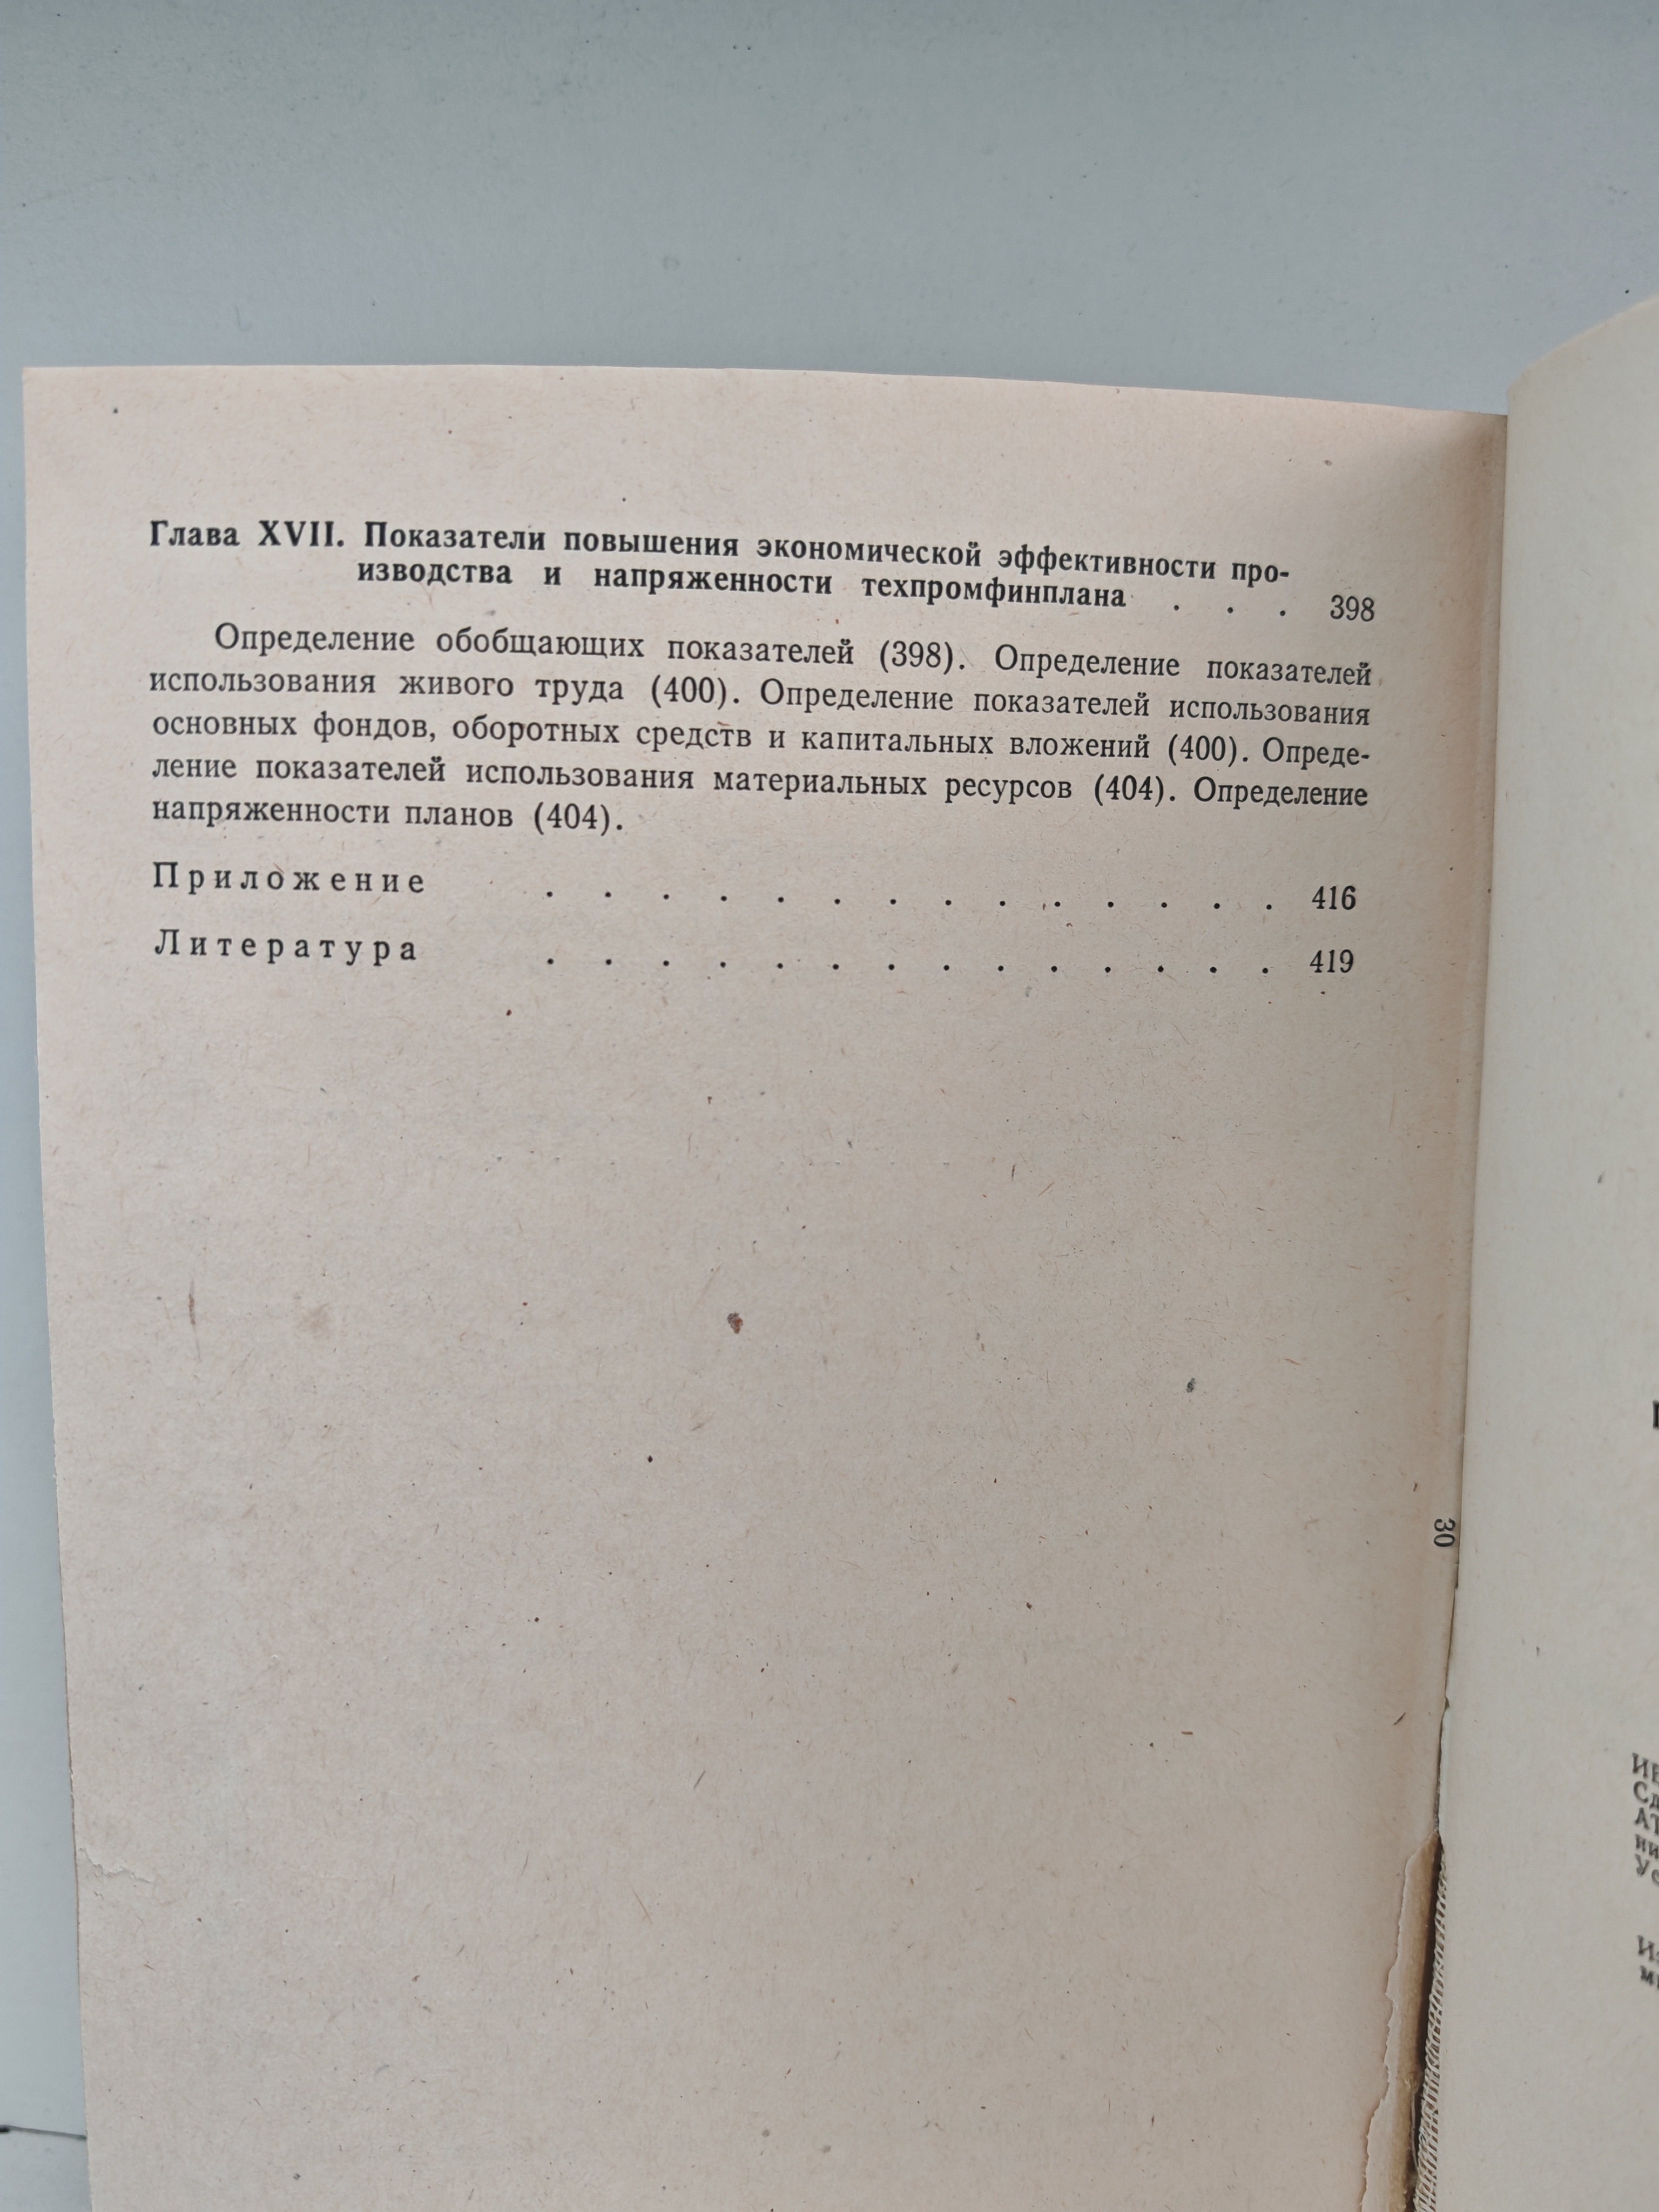 Глава XVII. Показатели повышения экономической эффективности про-
изводства и напряженности техпромфинплана . . . 398
Определение обобщающих показателей (398). Определение показателей
использования живого труда (400). Определение показателей использования
основных фондов, оборотных средств и капитальных вложений (400). Опреде-
ление показателей использования материальных ресурсов (404). Определение
напряженности планов (404).
Приложение . . . . . . . . . . . . . . 416
Литература . . . . . . . . . . . . . . 419
30